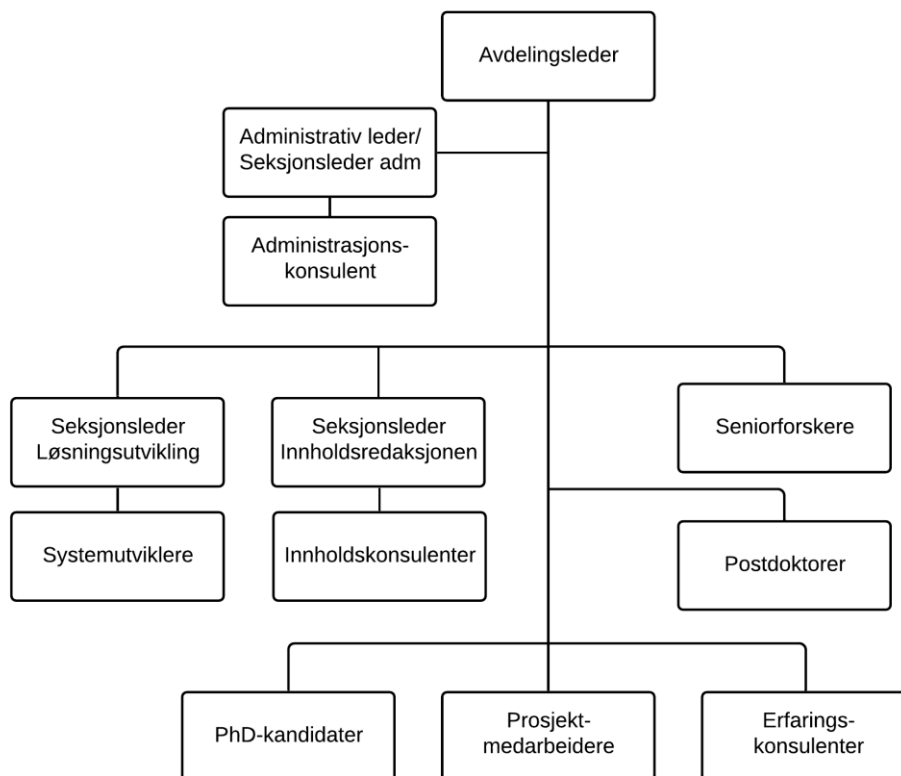 Avdelingsleder
Administrativ leder/
Seksjonsleder adm
Administrasjons-
konsulent
Seksjonsleder
Løsningsutvikling
Seksjonsleder
Innholdsredaksjonen
Seniorforskere
Systemutviklere
Innholdskonsulenter
Postdoktorer
PhD-kandidater
Prosjekt-
medarbeidere
Erfarings-
konsulenter